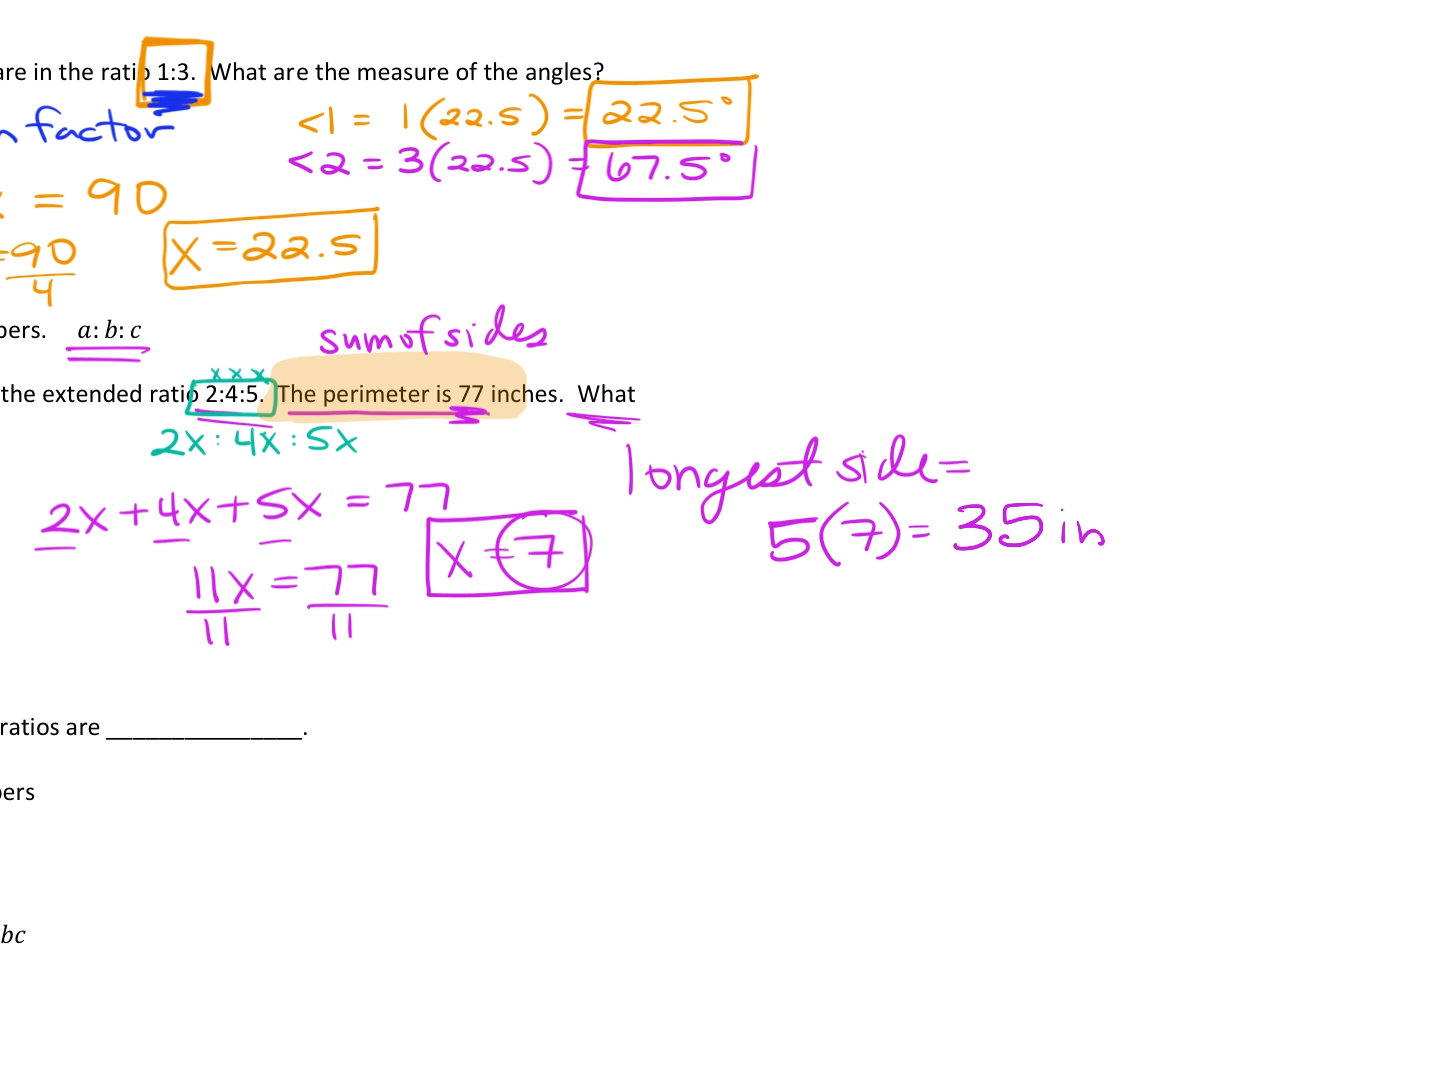 are in the ratio 1:3. What are the measure of the angles?
factor
<1 = 1(22.5) = 22.5°
<2 = 3(22.5) = 67.5°
= 90
=90
4
x = 22.5
a: b: c
sum of sides
x x x
the extended ratio 2:4:5. The perimeter is 77 inches. What
2x : 4x : 5x
longest side =
5(7) = 35 in
2x + 4x + 5x = 77
x = 7
11x = 77
11 11
ratios are _______________.
bc